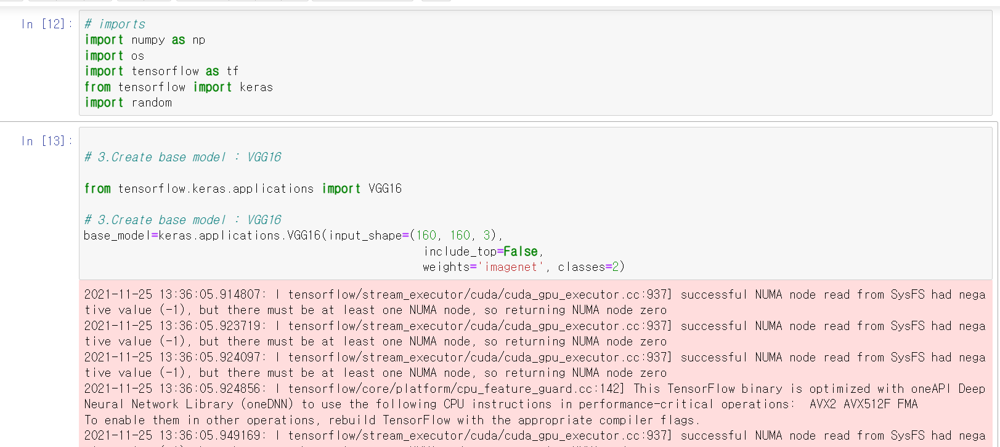 In [12]:
# imports
import numpy as np
import os
import tensorflow as tf
from tensorflow import keras
import random
In [13]:
# 3.Create base model : VGG16
from tensorflow.keras.applications import VGG16
# 3.Create base model : VGG16
base_model=keras.applications.VGG16(input_shape=(160, 160, 3),
include_top=False,
weights='imagenet', classes=2)
2021-11-25 13:36:05.914807: I tensorflow/stream_executor/cuda/cuda_gpu_executor.cc:937] successful NUMA node read from SysFS had nega
tive value (-1), but there must be at least one NUMA node, so returning NUMA node zero
2021-11-25 13:36:05.923719: I tensorflow/stream_executor/cuda/cuda_gpu_executor.cc:937] successful NUMA node read from SysFS had nega
tive value (-1), but there must be at least one NUMA node, so returning NUMA node zero
2021-11-25 13:36:05.924097: I tensorflow/stream_executor/cuda/cuda_gpu_executor.cc:937] successful NUMA node read from SysFS had nega
tive value (-1), but there must be at least one NUMA node, so returning NUMA node zero
2021-11-25 13:36:05.924856: I tensorflow/core/platform/cpu_feature_guard.cc:142] This TensorFlow binary is optimized with oneAPI Deep
Neural Network Library (oneDNN) to use the following CPU instructions in performance-critical operations:  AVX2 AVX512F FMA
To enable them in other operations, rebuild TensorFlow with the appropriate compiler flags.
2021-11-25 13:36:05.949169: I tensorflow/stream_executor/cuda/cuda_gpu_executor.cc:937] successful NUMA node read from SysFS had nega